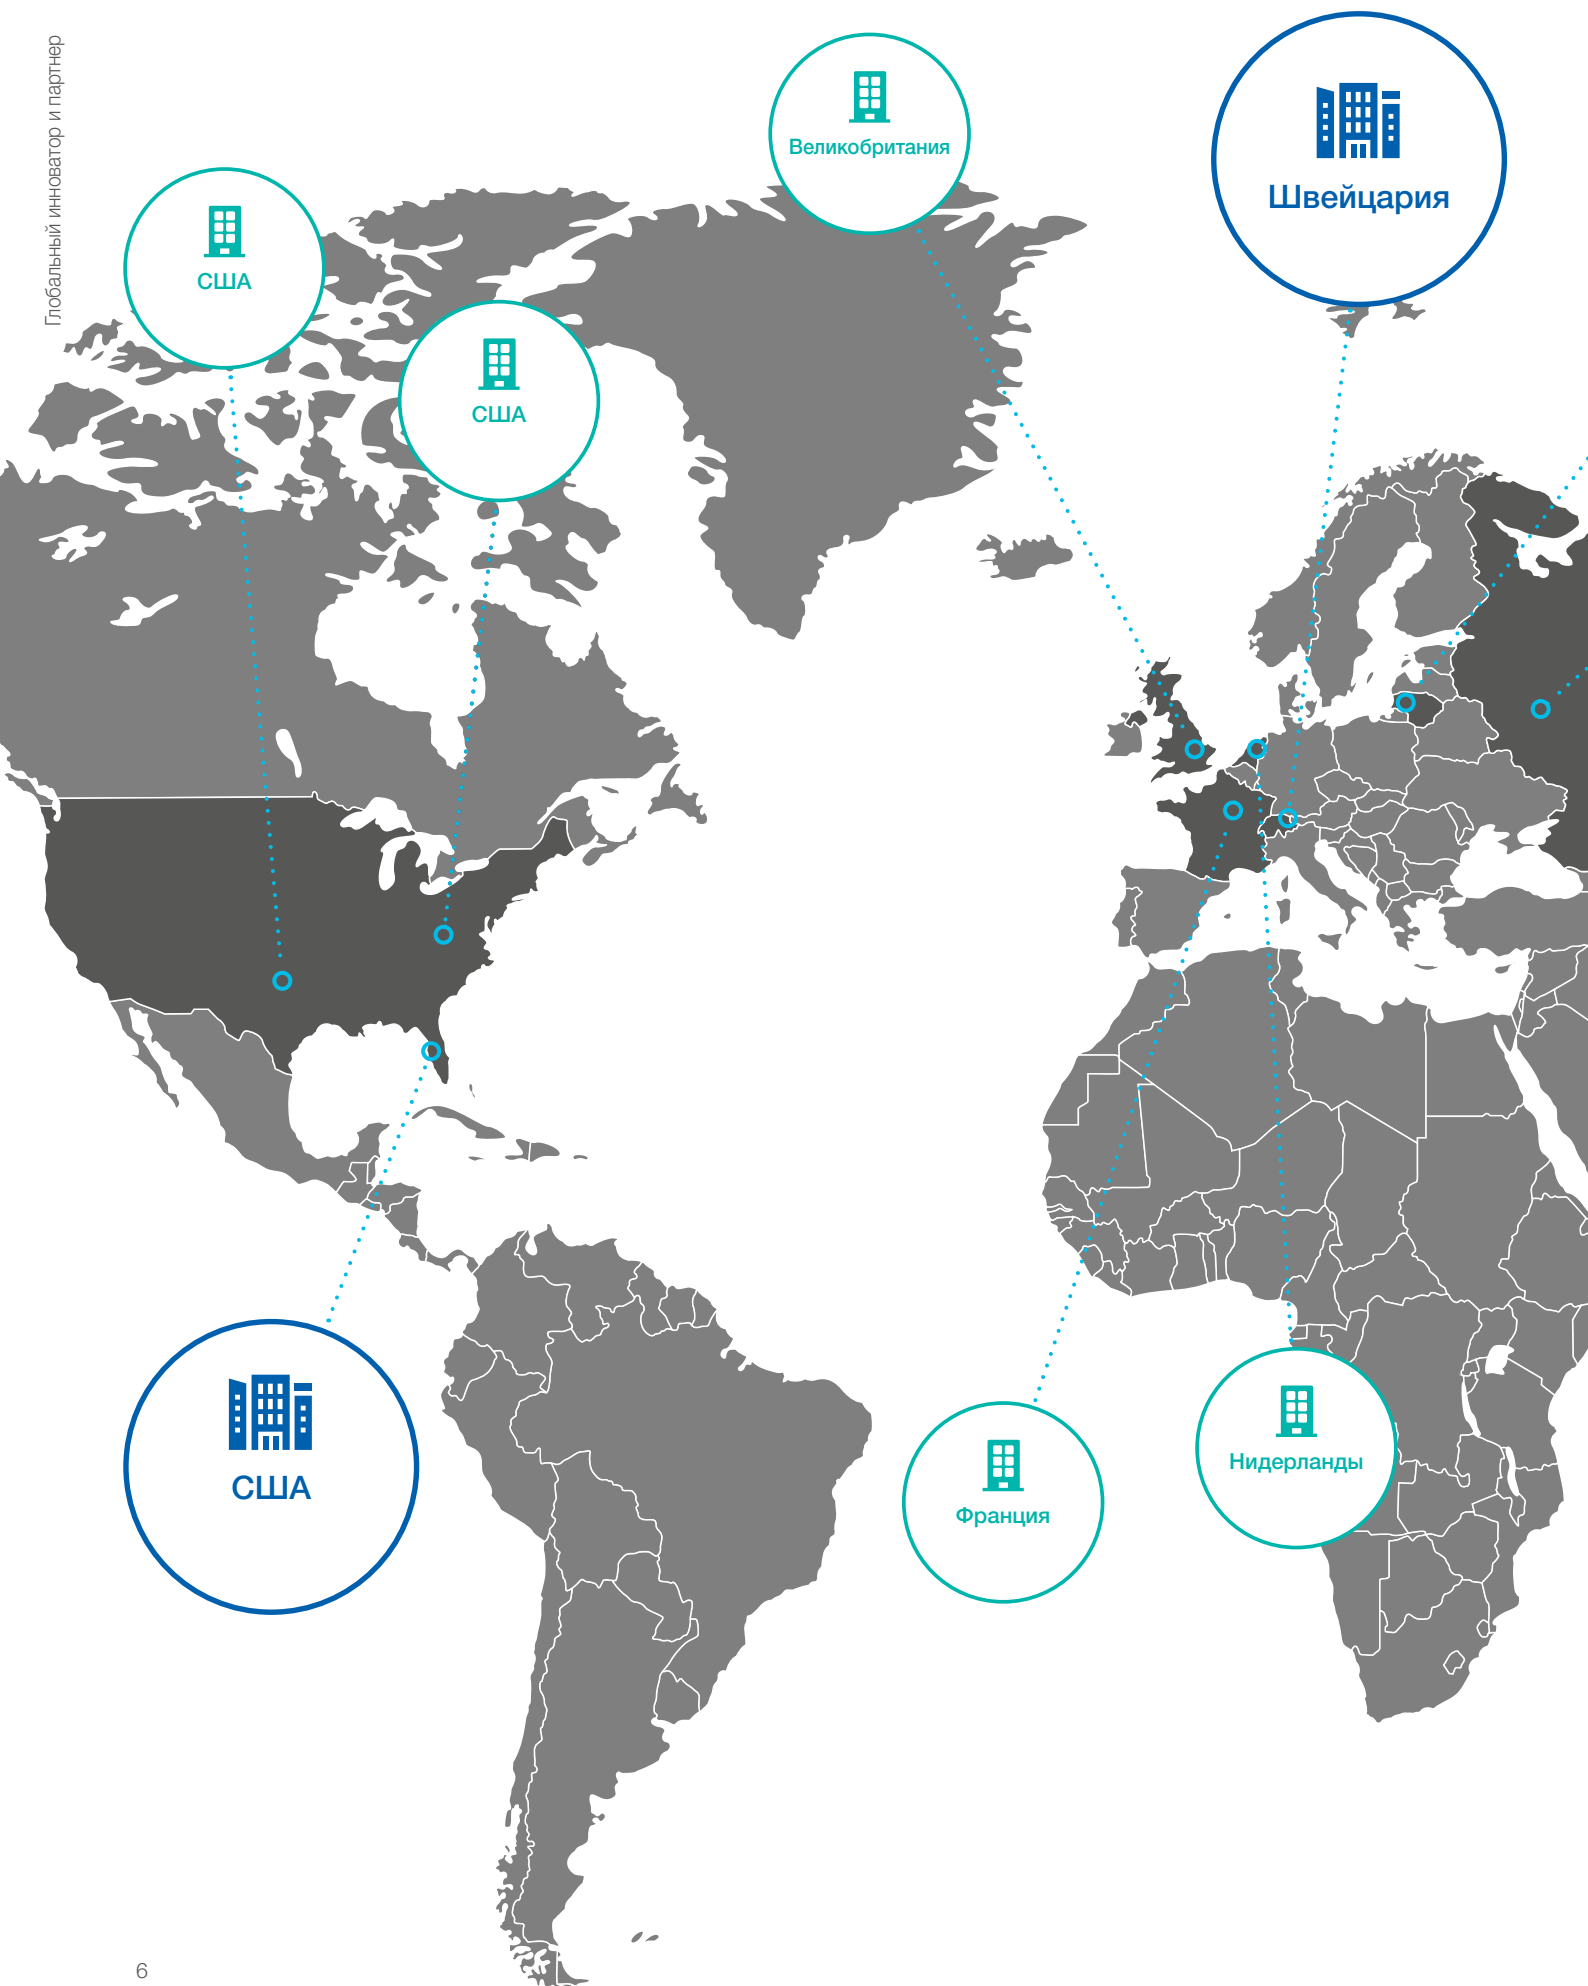 Глобальный инноватор и партнер
Великобритания
Швейцария
США
США
США
Франция
Нидерланды
6